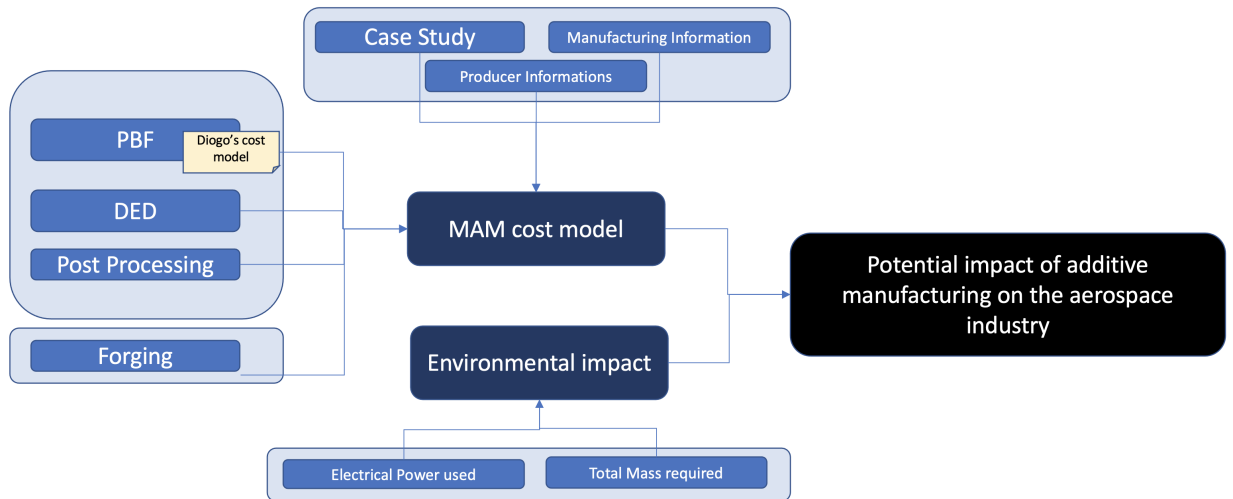 Case Study
Manufacturing Information
Producer Informations
PBF
Diogo's cost
model
DED
Post Processing
Forging
MAM cost model
Environmental impact
Potential impact of additive
manufacturing on the aerospace
industry
Electrical Power used
Total Mass required